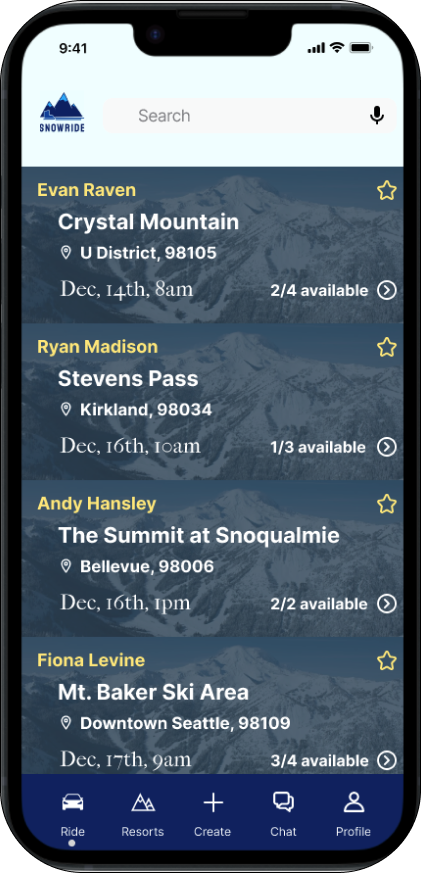 9:41
SNOWRIDE
Search
Evan Raven
Crystal Mountain
U District, 98105
Dec, 14th, 8am
2/4 available
Ryan Madison
Stevens Pass
Kirkland, 98034
Dec, 16th, 10am
1/3 available
Andy Hansley
The Summit at Snoqualmie
Bellevue, 98006
Dec, 16th, 1pm
2/2 available
Fiona Levine
Mt. Baker Ski Area
Downtown Seattle, 98109
Dec, 17th, 9am
3/4 available
Ride
Resorts
Create
Chat
Profile